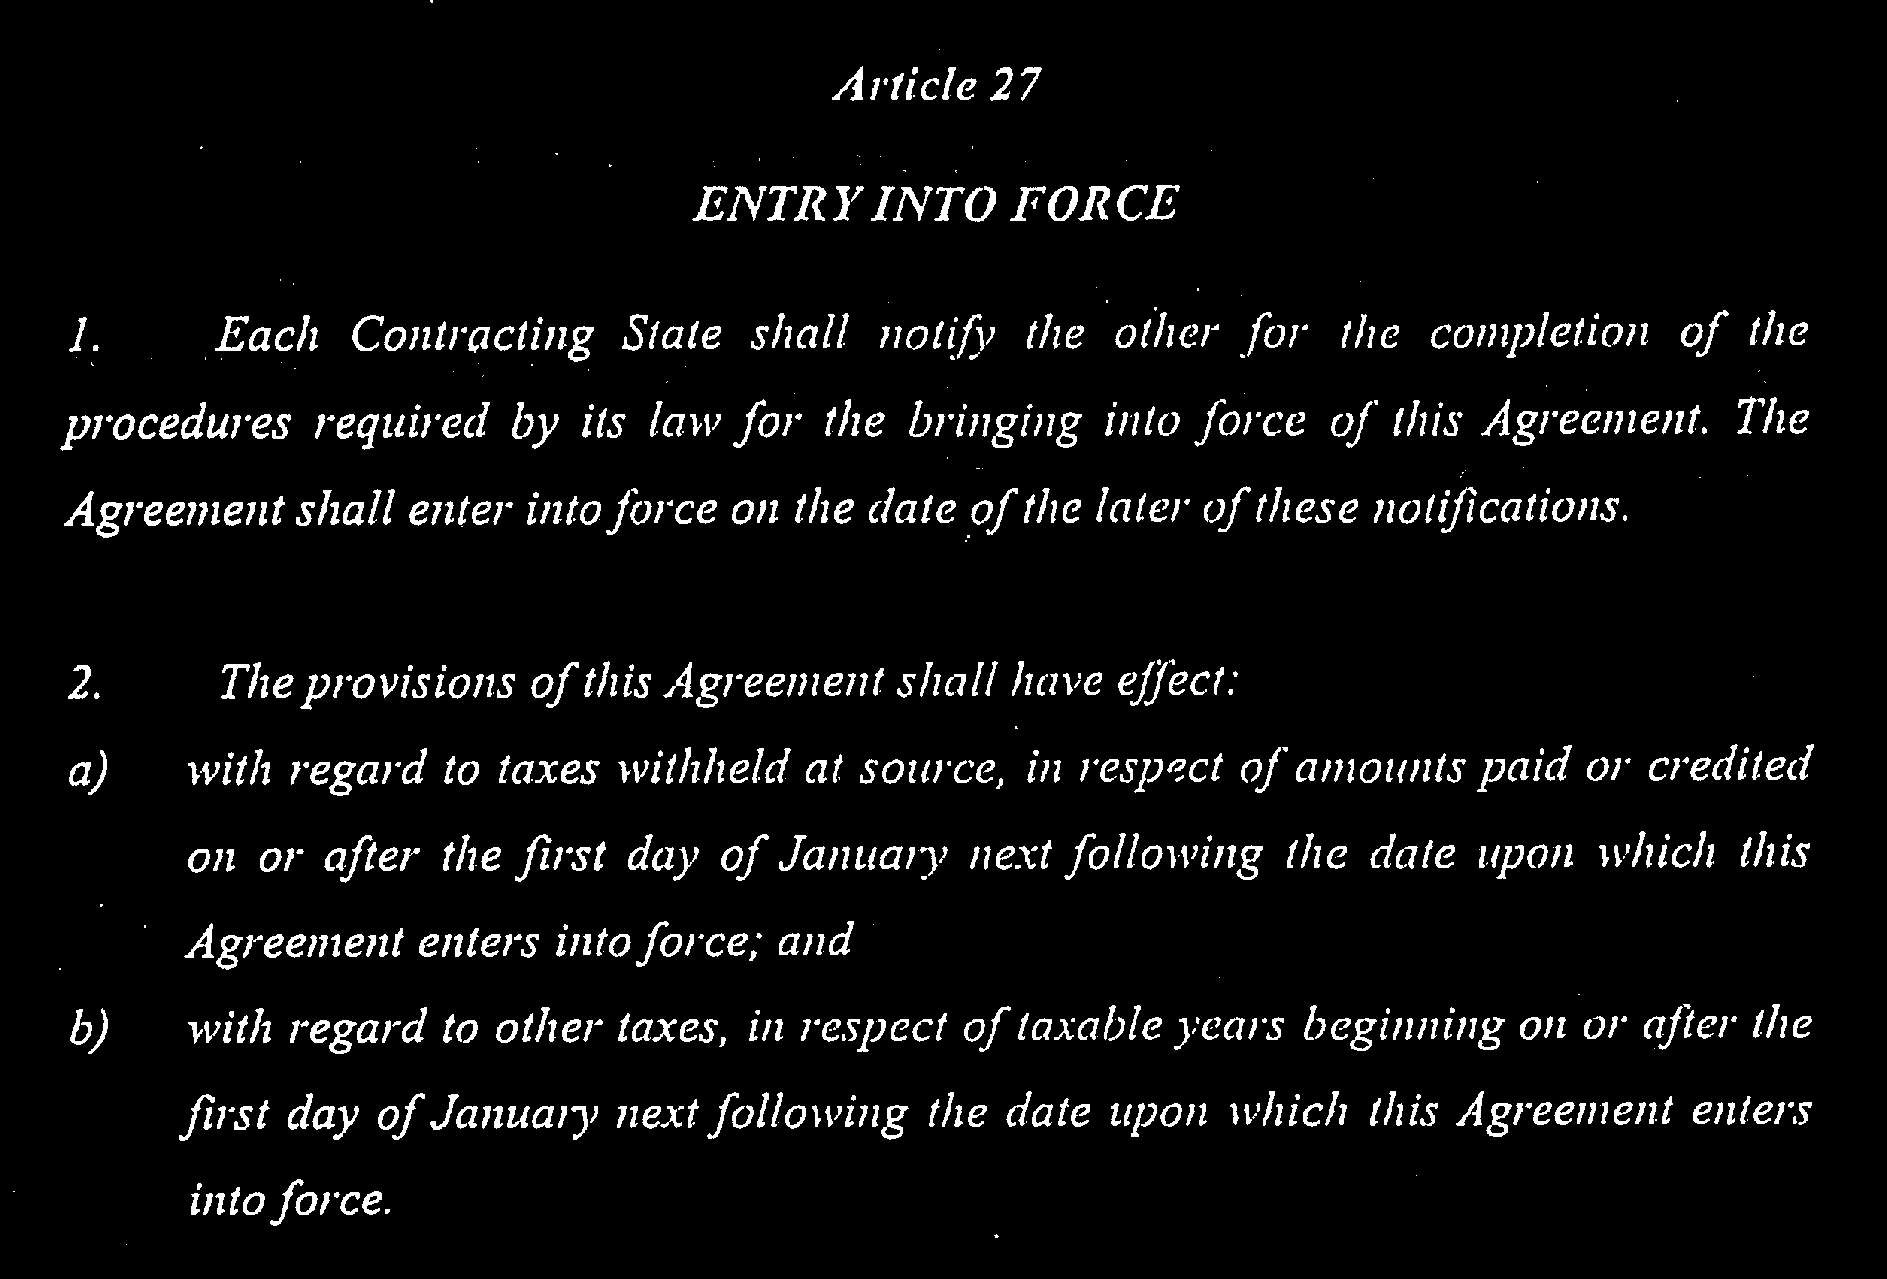 Article 27
ENTRY INTO FORCE
1. Each Contracting State shall notify the other for the completion of the
procedures required by its law for the bringing into force of this Agreement. The
Agreement shall enter into force on the date of the later of these notifications.
2. The provisions of this Agreement shall have effect:
a) with regard to taxes withheld at source, in respect of amounts paid or credited
on or after the first day of January next following the date upon which this
Agreement enters into force; and
b) with regard to other taxes, in respect of taxable years beginning on or after the
first day of January next following the date upon which this Agreement enters
into force.